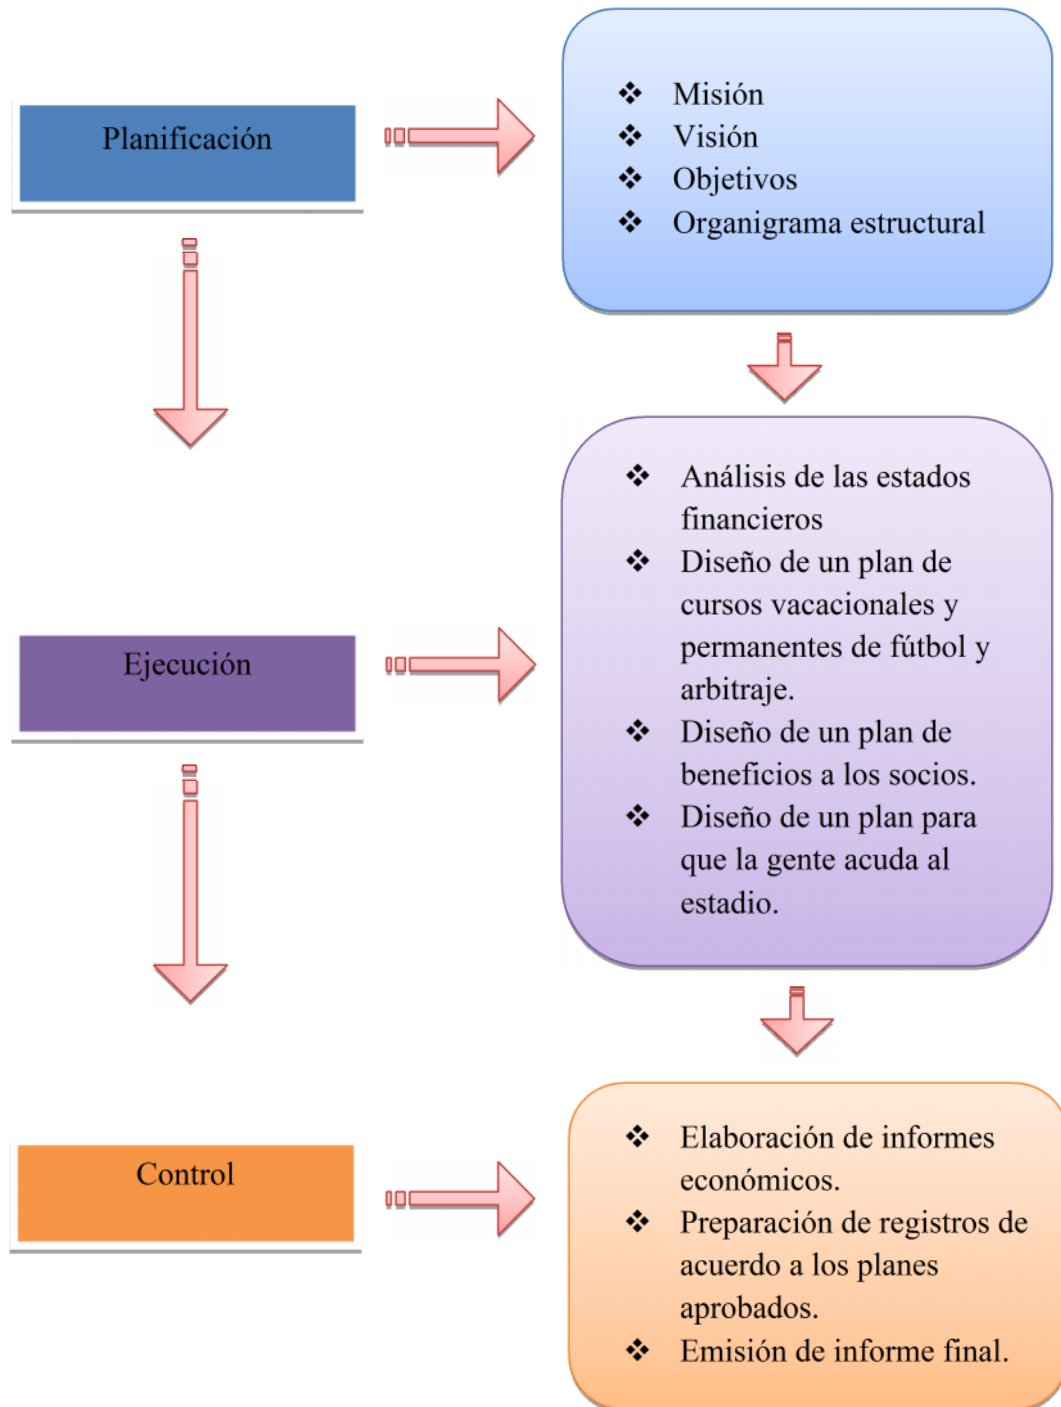 Planificación
❖ Misión
❖ Visión
❖ Objetivos
❖ Organigrama estructural
Ejecución
❖ Análisis de las estados
financieros
❖ Diseño de un plan de
cursos vacacionales y
permanentes de fútbol y
arbitraje.
❖ Diseño de un plan de
beneficios a los socios.
❖ Diseño de un plan para
que la gente acuda al
estadio.
Control
❖ Elaboración de informes
económicos.
❖ Preparación de registros de
acuerdo a los planes
aprobados.
❖ Emisión de informe final.